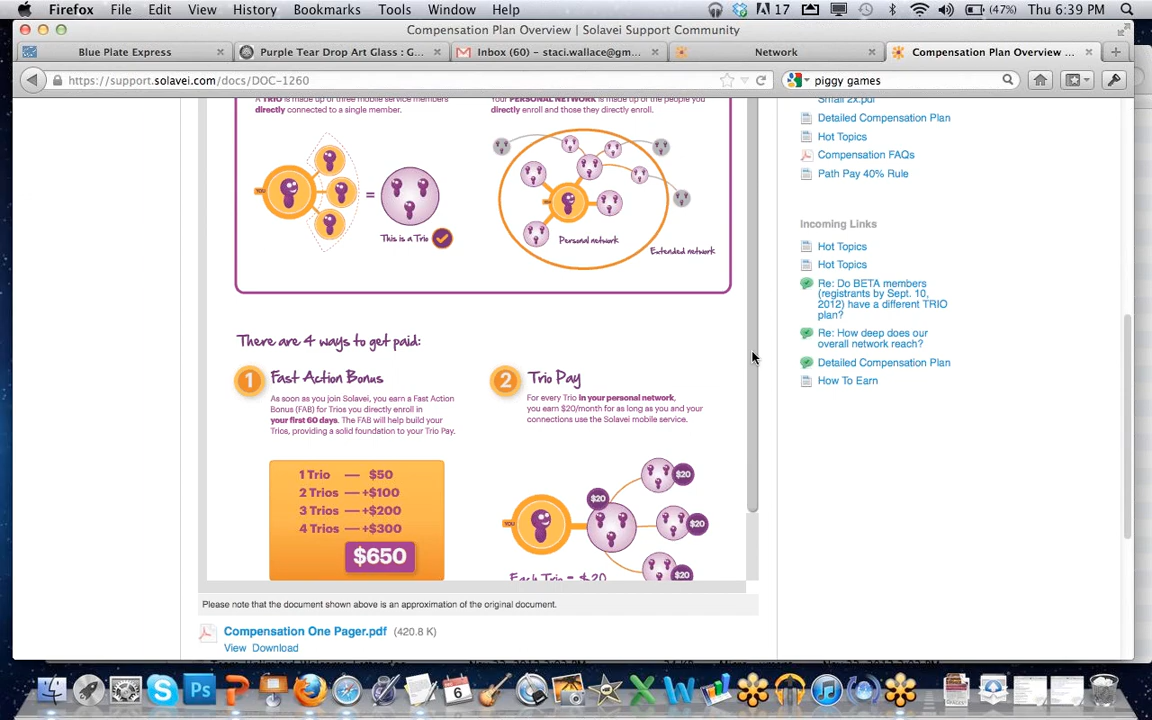 Firefox File Edit View History Bookmarks Tools Window Help
17 (47%) Thu 6:39 PM
Compensation Plan Overview | Solavei Support Community
Blue Plate Express
Purple Tear Drop Art Glass : G...
Inbox (60) – staci.wallace@gm...
Network
Compensation Plan Overview ...
https://support.solavei.com/docs/DOC-1260
piggy games
A TRIO is made up of three mobile service members
directly connected to a single member.
Your PERSONAL NETWORK is made up of the people you
directly enroll and those they directly enroll.
YOU
=
This is a Trio
Personal network
Extended network
There are 4 ways to get paid:
1 Fast Action Bonus
As soon as you join Solavei, you earn a Fast Action
Bonus (FAB) for Trios you directly enroll in
your first 60 days. The FAB will help build your
Trios, providing a solid foundation to your Trio Pay.
1 Trio — $50
2 Trios — +$100
3 Trios — +$200
4 Trios — +$300
$650
2 Trio Pay
For every Trio in your personal network,
you earn $20/month for as long as you and your
connections use the Solavei mobile service.
YOU
$20
$20
$20
$20
Each Trio = $20
Please note that the document shown above is an approximation of the original document.
Compensation One Pager.pdf (420.8 K)
View Download
Small 2x.pdf
Detailed Compensation Plan
Hot Topics
Compensation FAQs
Path Pay 40% Rule
Incoming Links
Hot Topics
Hot Topics
Re: Do BETA members
(registrants by Sept. 10,
2012) have a different TRIO
plan?
Re: How deep does our
overall network reach?
Detailed Compensation Plan
How To Earn
6